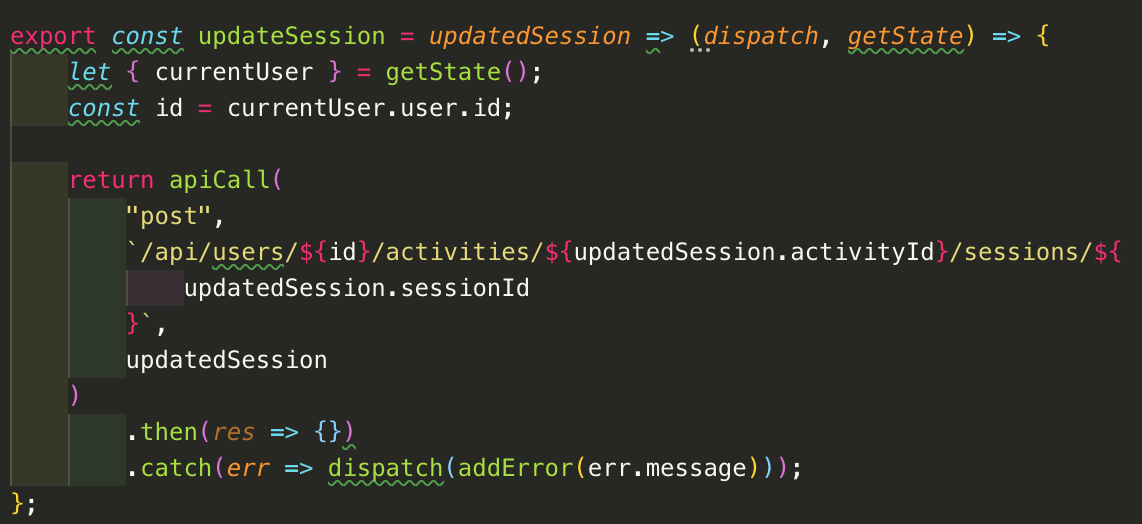 export const updateSession = updatedSession => (dispatch, getState) => {
let { currentUser } = getState();
const id = currentUser.user.id;
return apiCall(
"post",
`/api/users/${id}/activities/${updatedSession.activityId}/sessions/${
updatedSession.sessionId
}`,
updatedSession
)
.then(res => {})
.catch(err => dispatch(addError(err.message)));
};